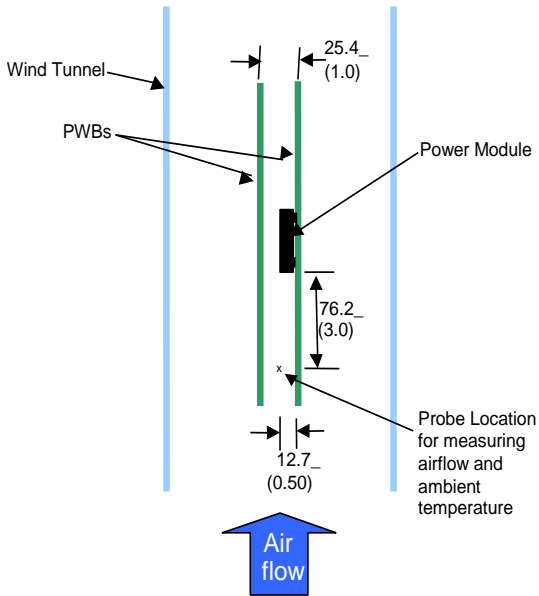 25.4_
(1.0)
Wind Tunnel
PWBs
Power Module
76.2_
(3.0)
x
Probe Location
for measuring
airflow and
ambient
temperature
12.7_
(0.50)
Air
flow